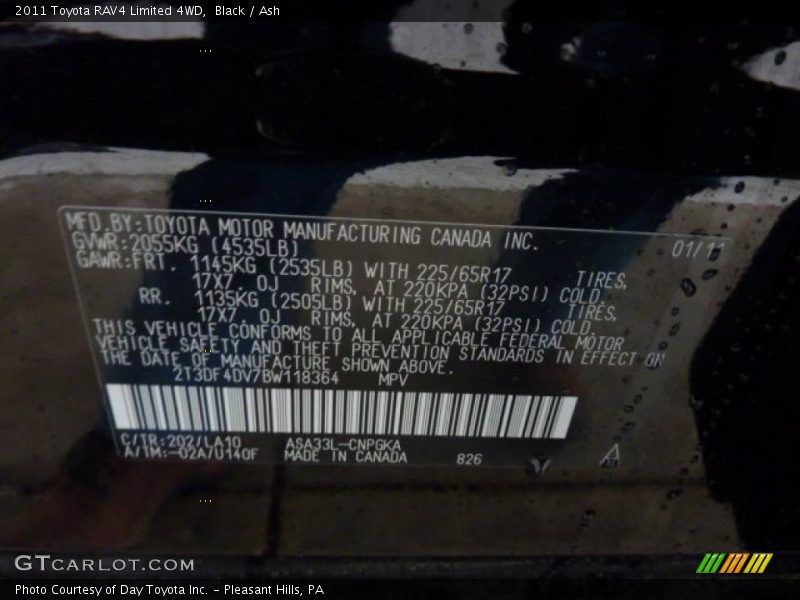 2011 Toyota RAV4 Limited 4WD, Black / Ash
MFD.BY:TOYOTA MOTOR MANUFACTURING CANADA INC. 01/11
GVWR:2055KG (4535LB)
GAWR:FRT. 1145KG (2535LB) WITH 225/65R17 TIRES,
17X7. 0J RIMS, AT 220KPA (32PSI) COLD.
RR. 1135KG (2505LB) WITH 225/65R17 TIRES,
17X7. 0J RIMS, AT 220KPA (32PSI) COLD.
THIS VEHICLE CONFORMS TO ALL APPLICABLE FEDERAL MOTOR
VEHICLE SAFETY AND THEFT PREVENTION STANDARDS IN EFFECT ON
THE DATE OF MANUFACTURE SHOWN ABOVE.
2T3DF4DV7BW118364 MPV
C/TR:202/LA10 ASA33L-CNPGKA
A/TM:-02A/U140F MADE IN CANADA 826
GTCARLOT.COM
Photo Courtesy of Day Toyota Inc. - Pleasant Hills, PA